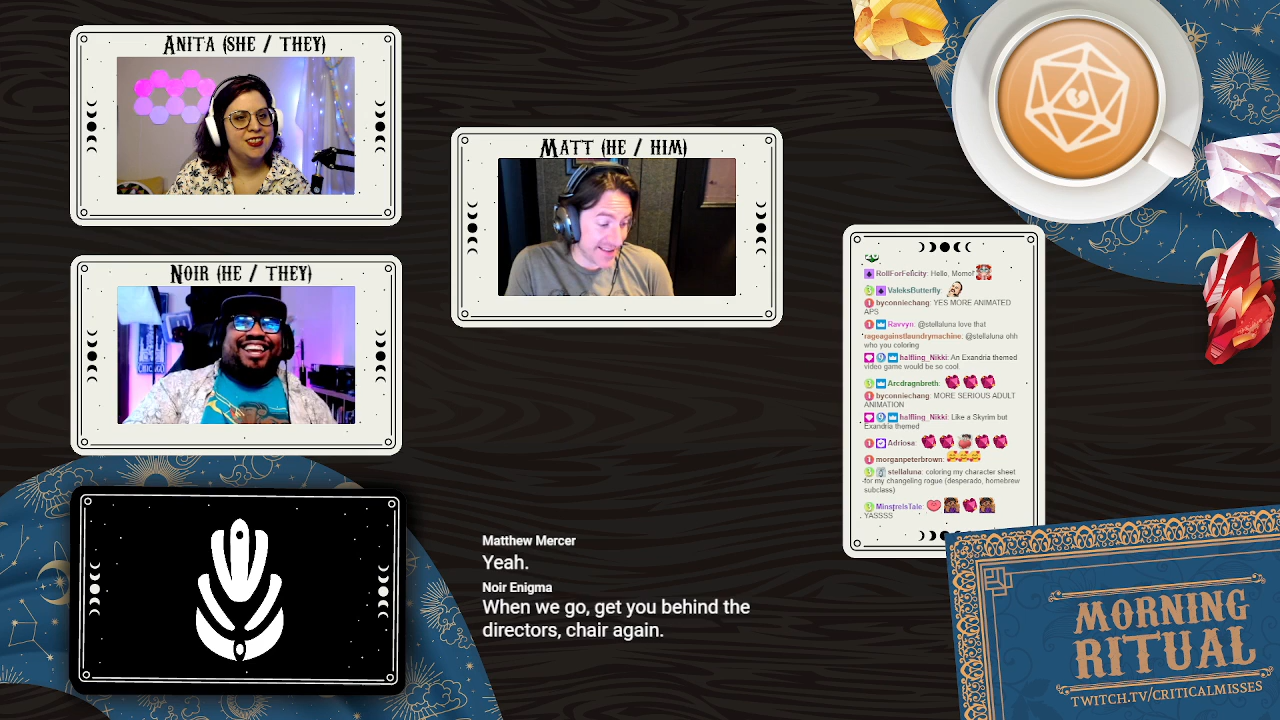 ANITA (SHE / THEY)
NOIR (HE / THEY)
CHICAGO
MATT (HE / HIM)
RollForFelicity: Hello, Momo!
ValeksButterfly:
byconniechang: YES MORE ANIMATED
APS
Ravvyn: @stellaluna love that
rageagainstlaundrymachine: @stellaluna ohh
who you coloring
halfling_Nikki: An Exandria themed
video game would be so cool.
Arcdragnbreth:
byconniechang: MORE SERIOUS ADULT
ANIMATION
halfling_Nikki: Like a Skyrim but
Exandria themed
Adriosa:
morganpeterbrown:
stellaluna: coloring my character sheet
for my changeling rogue (desperado, homebrew
subclass)
MinstrelsTale:
YASSSS
Matthew Mercer
Yeah.
Noir Enigma
When we go, get you behind the
directors, chair again.
MORNING
RITUAL
TWITCH.TV/CRITICALMISSES